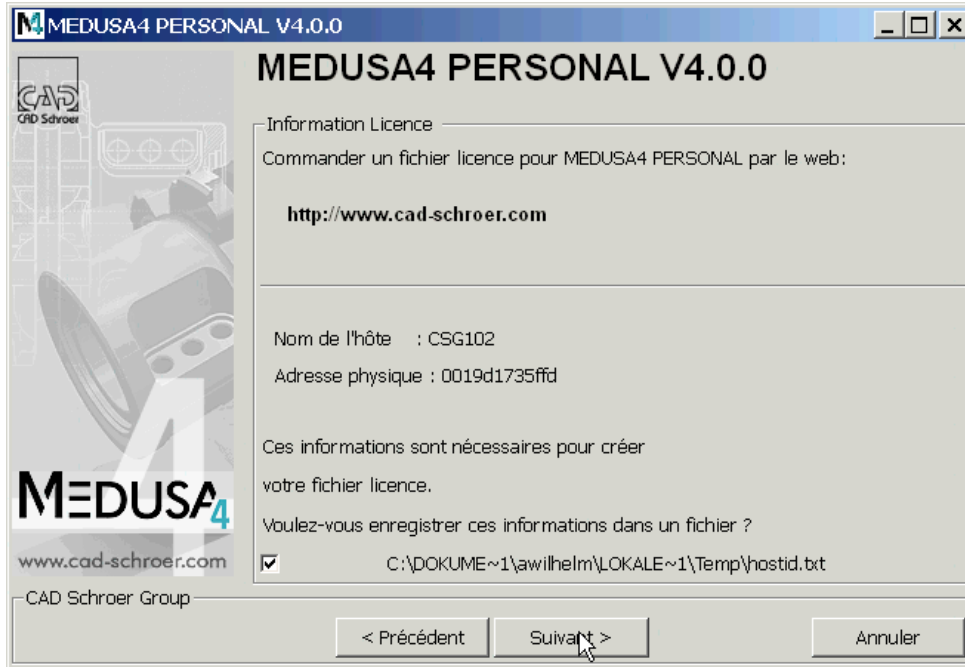 MEDUSA4 PERSONAL V4.0.0
MEDUSA4 PERSONAL V4.0.0
CAD
CAD Schroer
Information Licence
Commander un fichier licence pour MEDUSA4 PERSONAL par le web:
http://www.cad-schroer.com
Nom de l'hôte : CSG102
Adresse physique : 0019d1735ffd
Ces informations sont nécessaires pour créer
votre fichier licence.
Voulez-vous enregistrer ces informations dans un fichier ?
C:\DOKUME~1\awilhelm\LOKALE~1\Temp\hostid.txt
4
MEDUSA4
www.cad-schroer.com
CAD Schroer Group
< Précédent
Suivant >
Annuler